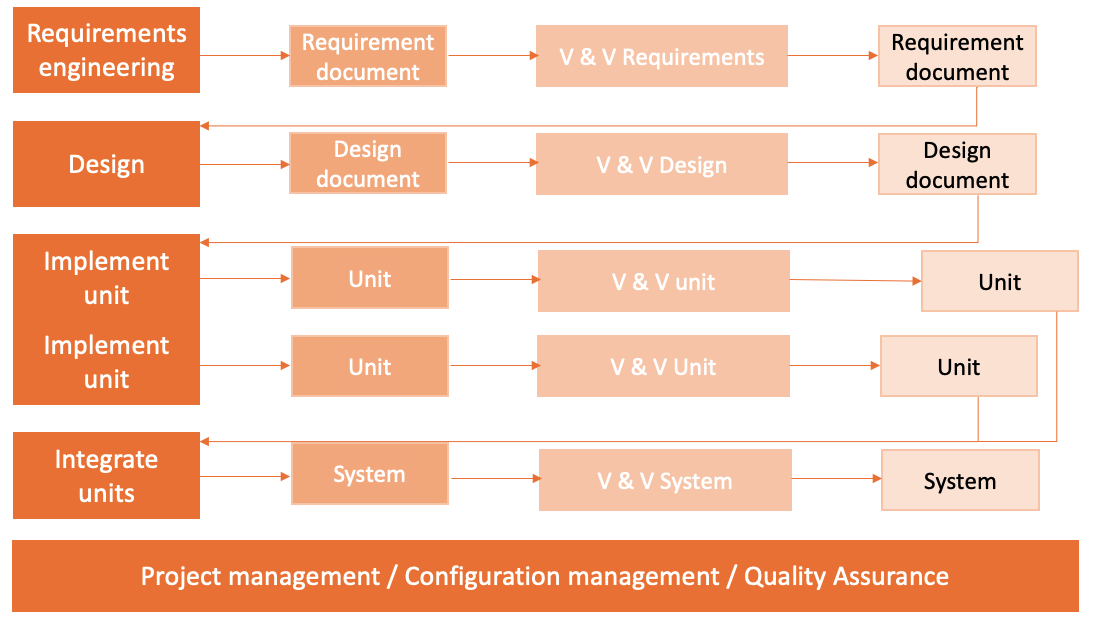 Requirements
engineering
Requirement
document
V & V Requirements
Requirement
document
Design
Design
document
V & V Design
Design
document
Implement
unit
Unit
V & V unit
Unit
Implement
unit
Unit
V & V Unit
Unit
Integrate
units
System
V & V System
System
Project management / Configuration management / Quality Assurance